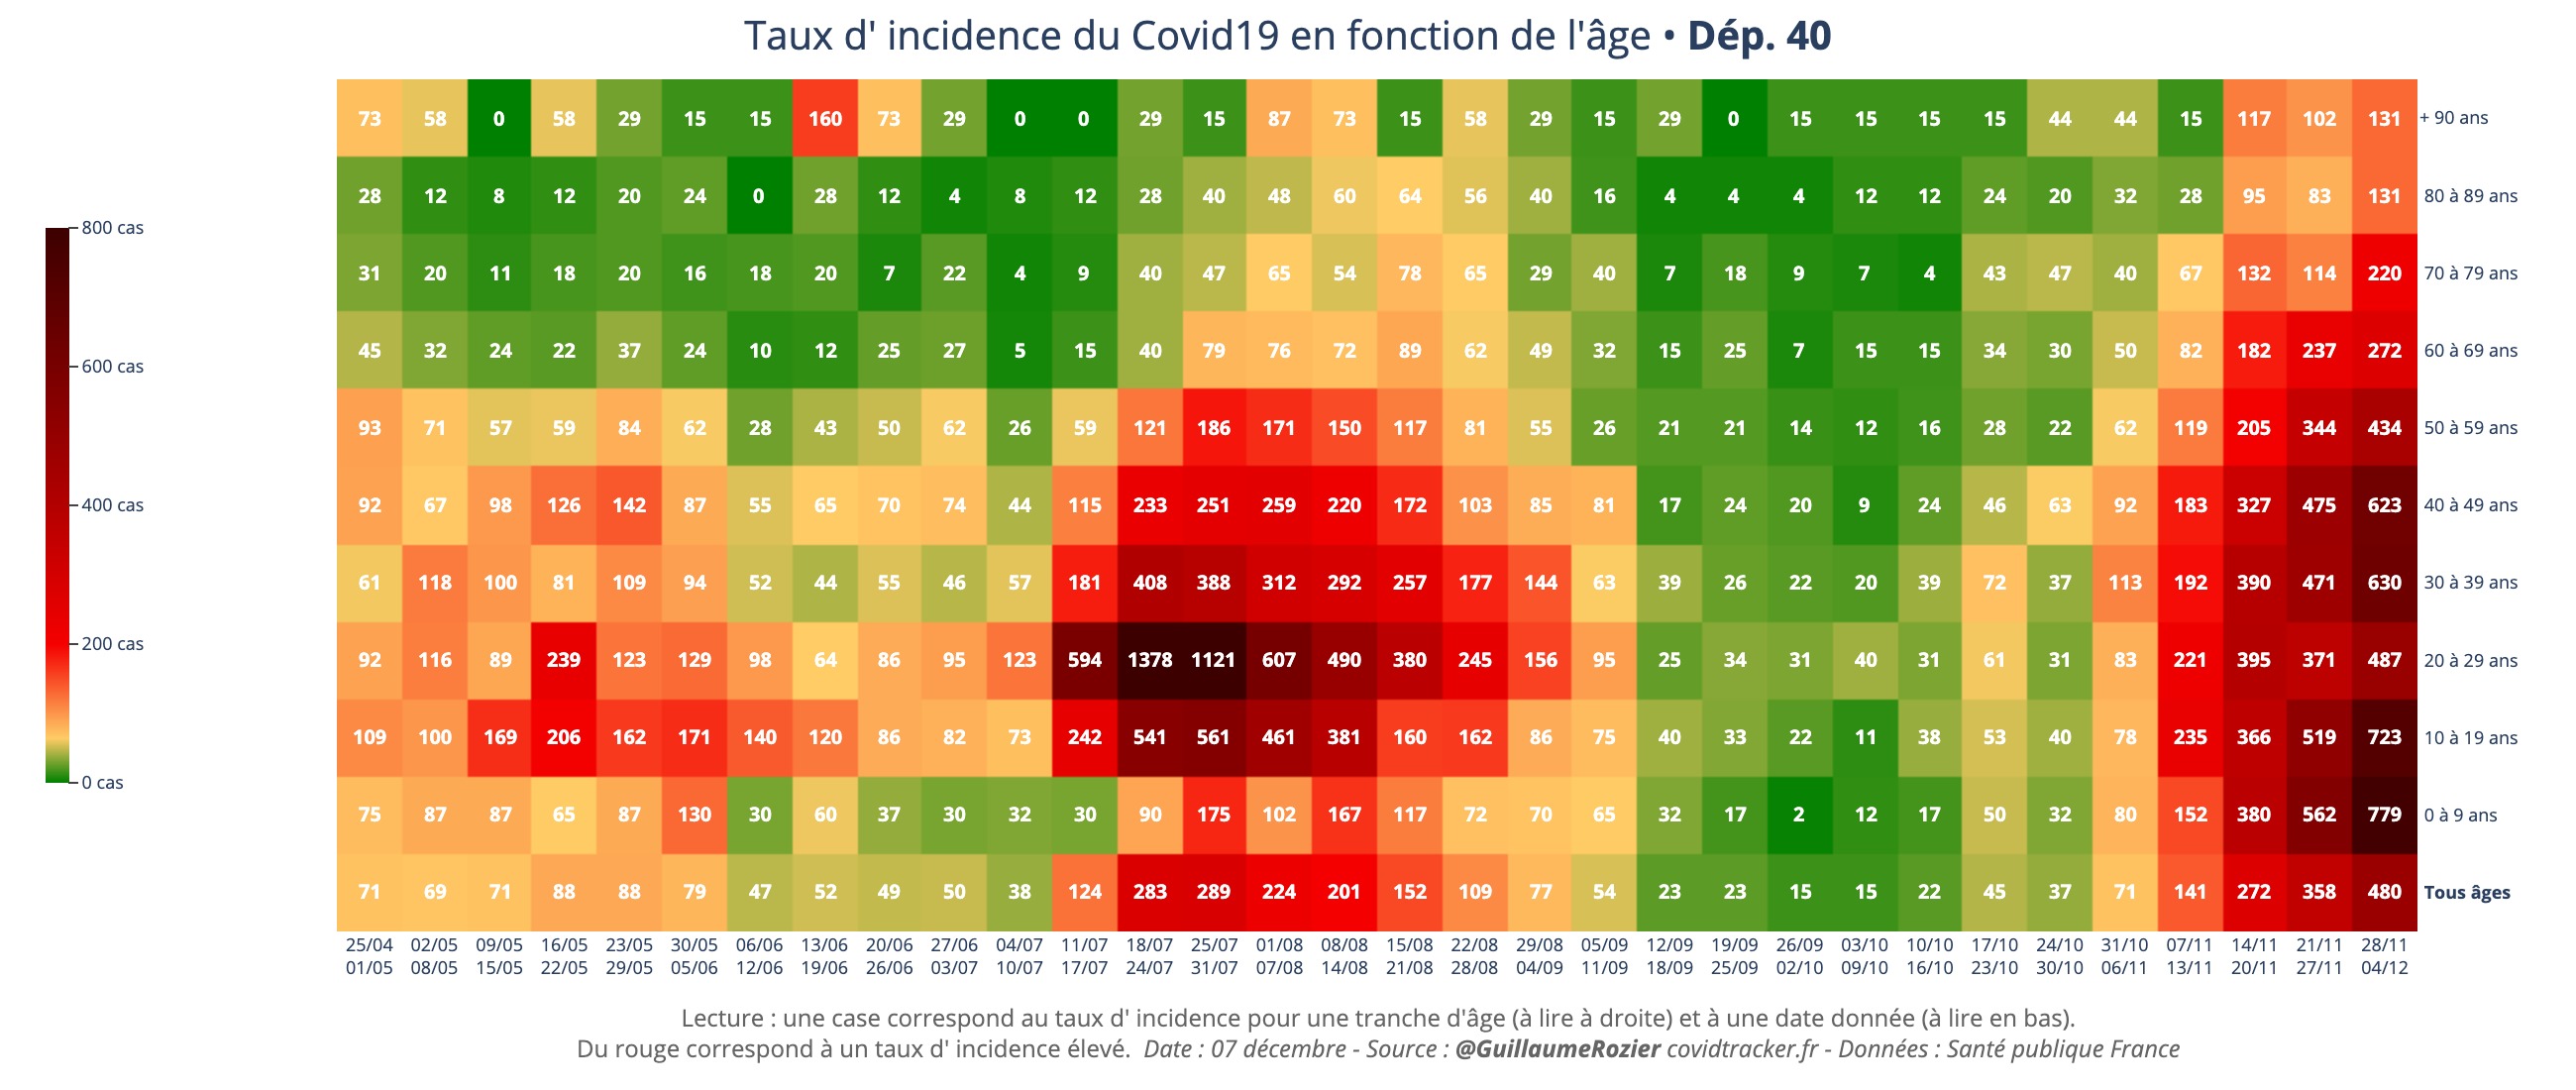 Taux d' incidence du Covid19 en fonction de l'âge • Dép. 40
800 cas
600 cas
400 cas
200 cas
0 cas
73 58 0 58 29 15 15 160 73 29 0 0 29 15 87 73 15 58 29 15 29 0 15 15 15 15 44 44 15 117 102 131 + 90 ans
28 12 8 12 20 24 0 28 12 4 8 12 28 40 48 60 64 56 40 16 4 4 4 12 12 24 20 32 28 95 83 131 80 à 89 ans
31 20 11 18 20 16 18 20 7 22 4 9 40 47 65 54 78 65 29 40 7 18 9 7 4 43 47 40 67 132 114 220 70 à 79 ans
45 32 24 22 37 24 10 12 25 27 5 15 40 79 76 72 89 62 49 32 15 25 7 15 15 34 30 50 82 182 237 272 60 à 69 ans
93 71 57 59 84 62 28 43 50 62 26 59 121 186 171 150 117 81 55 26 21 21 14 12 16 28 22 62 119 205 344 434 50 à 59 ans
92 67 98 126 142 87 55 65 70 74 44 115 233 251 259 220 172 103 85 81 17 24 20 9 24 46 63 92 183 327 475 623 40 à 49 ans
61 118 100 81 109 94 52 44 55 46 57 181 408 388 312 292 257 177 144 63 39 26 22 20 39 72 37 113 192 390 471 630 30 à 39 ans
92 116 89 239 123 129 98 64 86 95 123 594 1378 1121 607 490 380 245 156 95 25 34 31 40 31 61 31 83 221 395 371 487 20 à 29 ans
109 100 169 206 162 171 140 120 86 82 73 242 541 561 461 381 160 162 86 75 40 33 22 11 38 53 40 78 235 366 519 723 10 à 19 ans
75 87 87 65 87 130 30 60 37 30 32 30 90 175 102 167 117 72 70 65 32 17 2 12 17 50 32 80 152 380 562 779 0 à 9 ans
71 69 71 88 88 79 47 52 49 50 38 124 283 289 224 201 152 109 77 54 23 23 15 15 22 45 37 71 141 272 358 480 Tous âges
25/04 02/05 09/05 16/05 23/05 30/05 06/06 13/06 20/06 27/06 04/07 11/07 18/07 25/07 01/08 08/08 15/08 22/08 29/08 05/09 12/09 19/09 26/09 03/10 10/10 17/10 24/10 31/10 07/11 14/11 21/11 28/11
01/05 08/05 15/05 22/05 29/05 05/06 12/06 19/06 26/06 03/07 10/07 17/07 24/07 31/07 07/08 14/08 21/08 28/08 04/09 11/09 18/09 25/09 02/10 09/10 16/10 23/10 30/10 06/11 13/11 20/11 27/11 04/12
Lecture : une case correspond au taux d' incidence pour une tranche d'âge (à lire à droite) et à une date donnée (à lire en bas).
Du rouge correspond à un taux d' incidence élevé. Date : 07 décembre - Source : @GuillaumeRozier covidtracker.fr - Données : Santé publique France